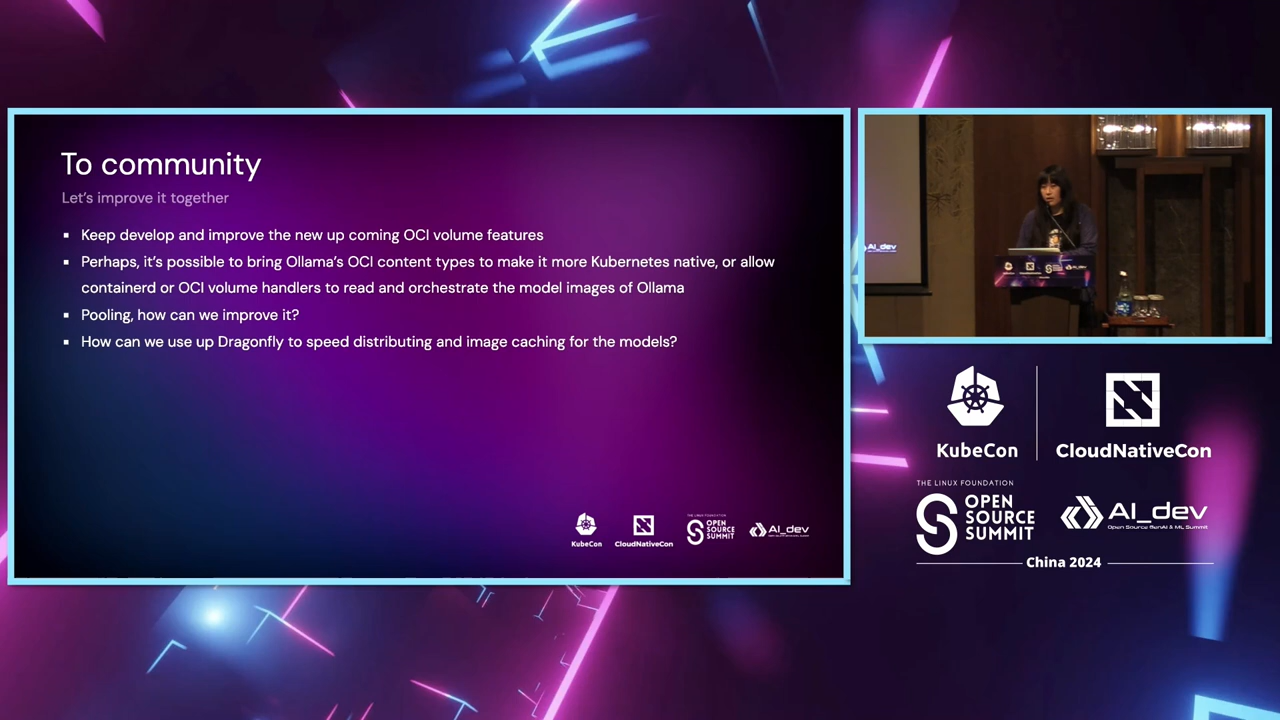 To community
Let's improve it together
▪ Keep develop and improve the new up coming OCI volume features
▪ Perhaps, it's possible to bring Ollama's OCI content types to make it more Kubernetes native, or allow
containerd or OCI volume handlers to read and orchestrate the model images of Ollama
▪ Pooling, how can we improve it?
▪ How can we use up Dragonfly to speed distributing and image caching for the models?
KubeCon
CloudNativeCon
THE LINUX FOUNDATION
OPEN
SOURCE
SUMMIT
AI_dev
AI_dev
KubeCon
CloudNativeCon
THE LINUX FOUNDATION
OPEN
SOURCE
SUMMIT
AI_dev
Open Source GenAI & ML Summit
China 2024